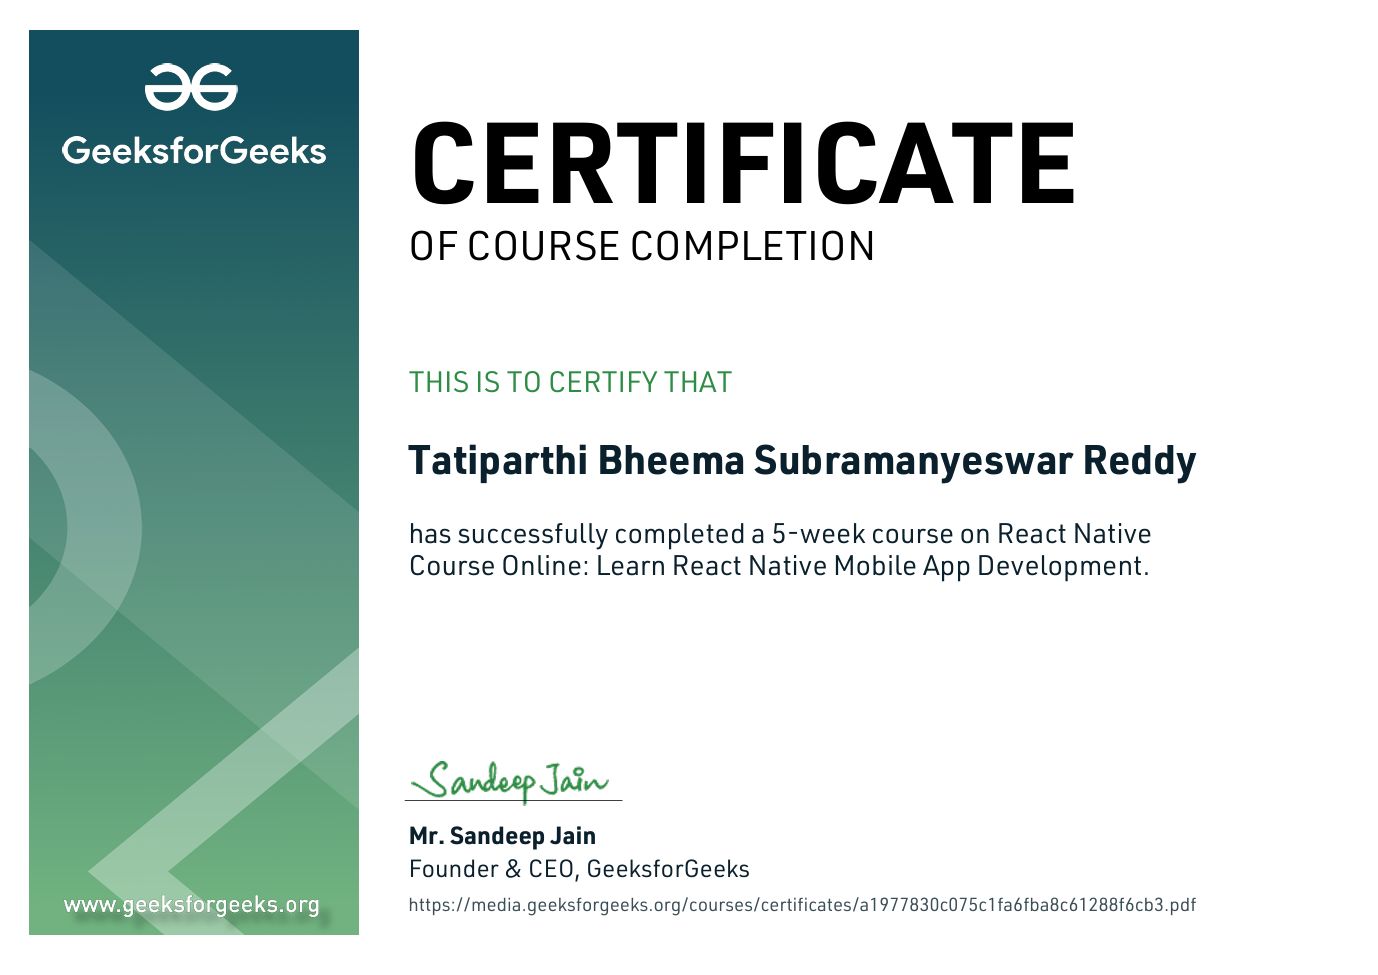 GeeksforGeeks
CERTIFICATE
OF COURSE COMPLETION
THIS IS TO CERTIFY THAT
Tatiparthi Bheema Subramanyeswar Reddy
has successfully completed a 5-week course on React Native
Course Online: Learn React Native Mobile App Development.
Sandeep Jain
Mr. Sandeep Jain
Founder & CEO, GeeksforGeeks
https://media.geeksforgeeks.org/courses/certificates/a1977830c075c1fa6fba8c61288f6cb3.pdf
www.geeksforgeeks.org